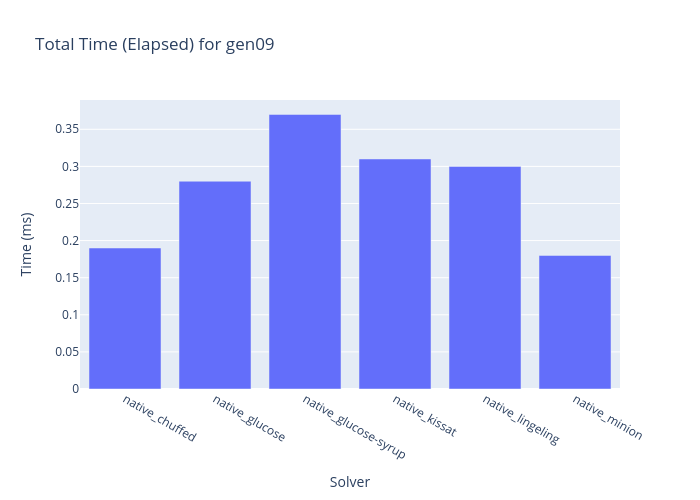 Total Time (Elapsed) for gen09
Time (ms)
0.35
0.3
0.25
0.2
0.15
0.1
0.05
0
native_chuffed
native_glucose
native_glucose-syrup
native_kissat
native_lingeling
native_minion
Solver